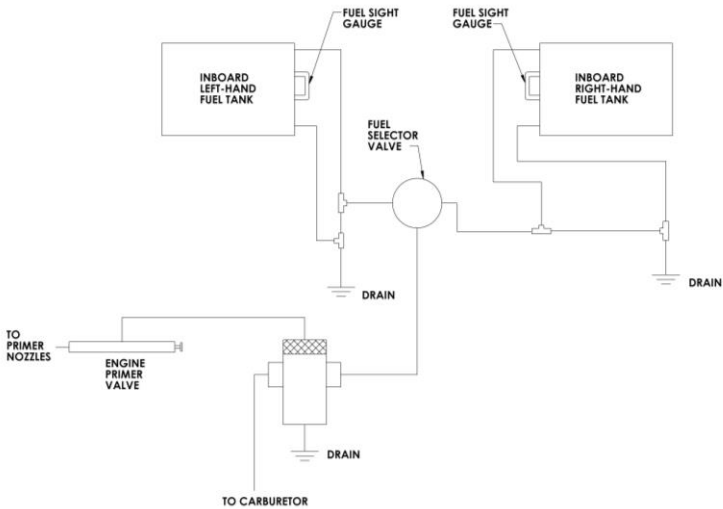 FUEL SIGHT
GAUGE
FUEL SIGHT
GAUGE
INBOARD
LEFT-HAND
FUEL TANK
INBOARD
RIGHT-HAND
FUEL TANK
FUEL
SELECTOR
VALVE
DRAIN
DRAIN
TO
PRIMER
NOZZLES
ENGINE
PRIMER
VALVE
DRAIN
TO CARBURETOR